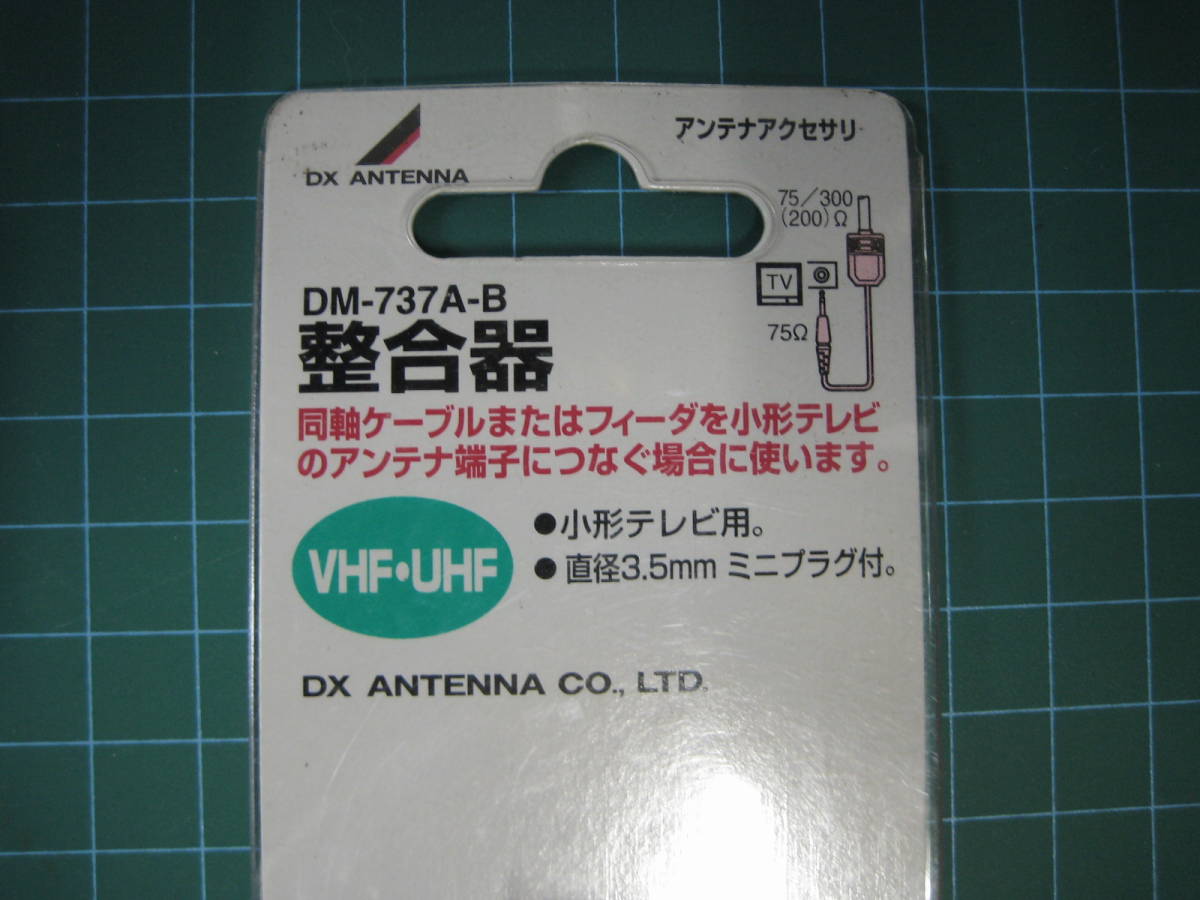 DX ANTENNA
アンテナアクセサリ
75／300
(200)Ω
TV
75Ω
DM-737A-B
整合器
同軸ケーブルまたはフィーダを小形テレビ
のアンテナ端子につなぐ場合に使います。
VHF・UHF
●小形テレビ用。
●直径3.5mm ミニプラグ付。
DX ANTENNA CO., LTD.